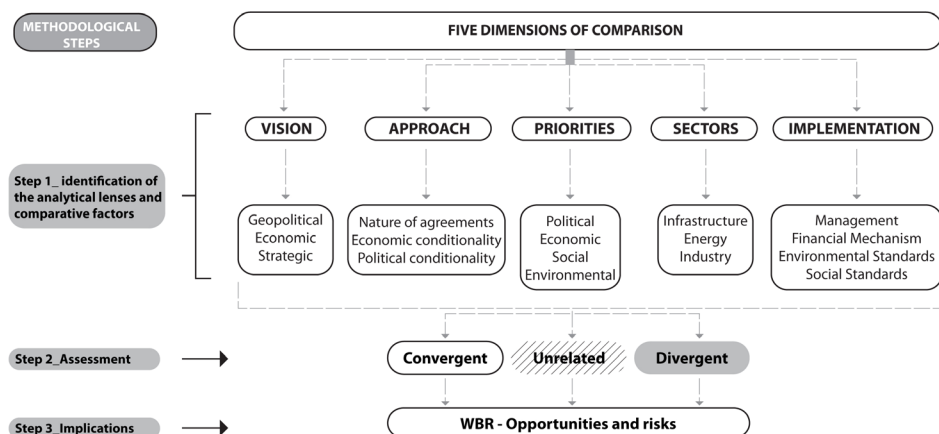 METHODOLOGICAL
STEPS
FIVE DIMENSIONS OF COMPARISON
VISION
APPROACH
PRIORITIES
SECTORS
IMPLEMENTATION
Step 1_ identification of
the analytical lenses and
comparative factors
Geopolitical
Economic
Strategic
Nature of agreements
Economic conditionality
Political conditionality
Political
Economic
Social
Environmental
Infrastructure
Energy
Industry
Management
Financial Mechanism
Environmental Standards
Social Standards
Step 2_Assessment
Convergent
Unrelated
Divergent
Step 3_Implications
WBR - Opportunities and risks